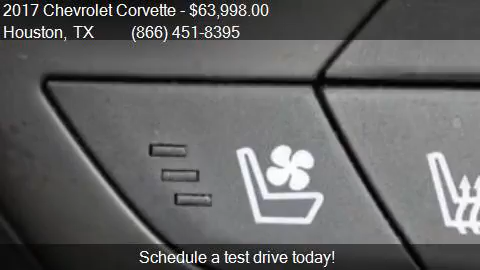 2017 Chevrolet Corvette - $63,998.00
Houston, TX (866) 451-8395
Schedule a test drive today!